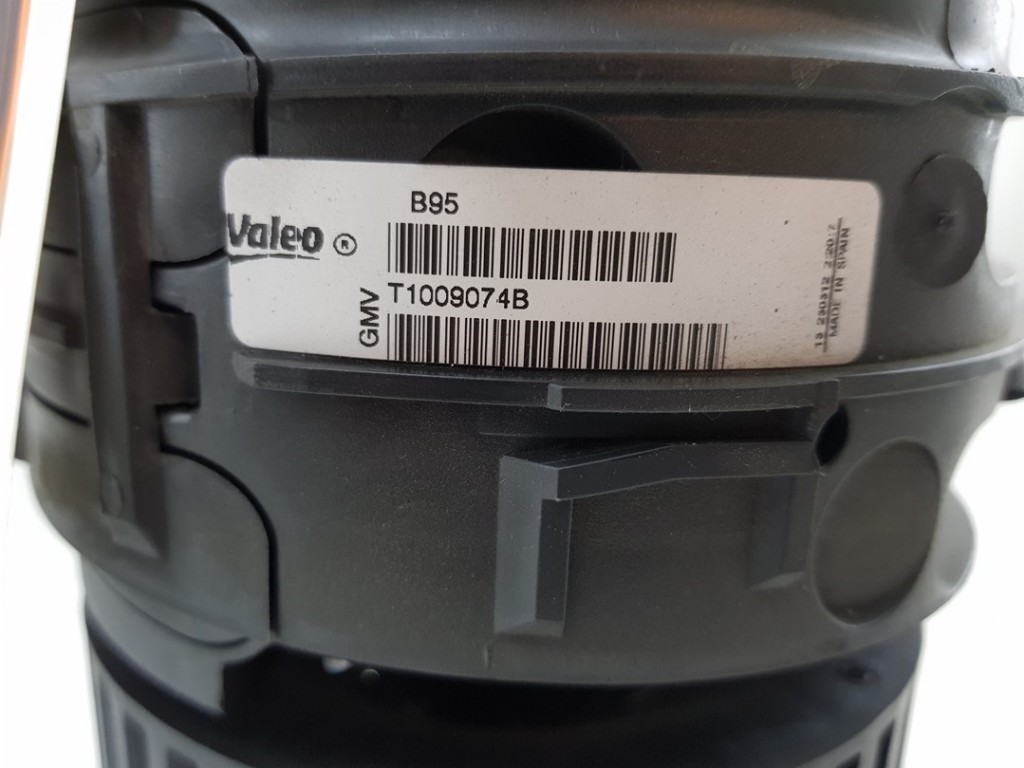 B95
Valeo ®
T1009074B
GMV
MADE IN SPAIN